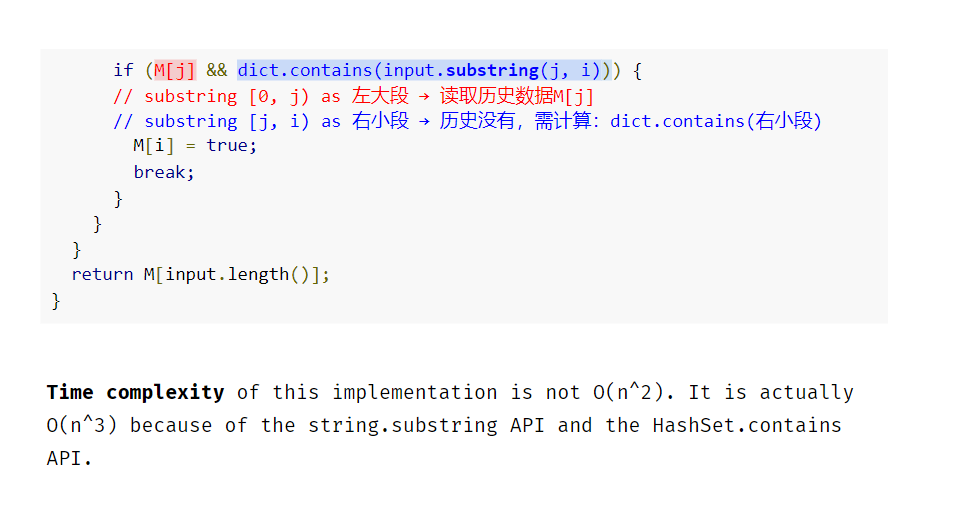 if (M[j] && dict.contains(input.substring(j, i))) {
// substring [0, j) as 左大段 → 读取历史数据M[j]
// substring [j, i) as 右小段 → 历史没有，需计算：dict.contains(右小段)
M[i] = true;
break;
}
}
}
return M[input.length()];
}
Time complexity of this implementation is not O(n^2). It is actually
O(n^3) because of the string.substring API and the HashSet.contains
API.